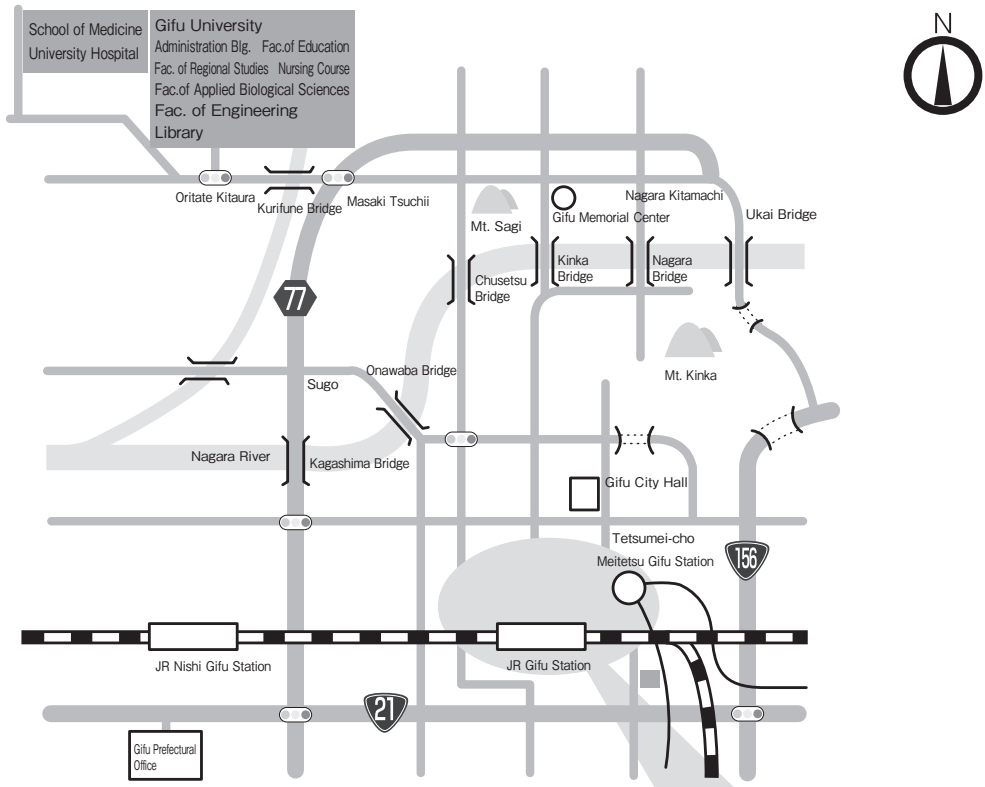 School of Medicine
University Hospital
Gifu University
Administration Blg. Fac.of Education
Fac. of Regional Studies Nursing Course
Fac.of Applied Biological Sciences
Fac. of Engineering
Library
N
Oritate Kitaura
Kurifune Bridge
Masaki Tsuchii
Mt. Sagi
Gifu Memorial Center
Nagara Kitamachi
Ukai Bridge
Chusetsu
Bridge
Kinka
Bridge
Nagara
Bridge
77
Sugo
Onawaba Bridge
Mt. Kinka
Nagara River
Kagashima Bridge
Gifu City Hall
Tetsumei-cho
Meitetsu Gifu Station
156
JR Nishi Gifu Station
JR Gifu Station
21
Gifu Prefectural
Office